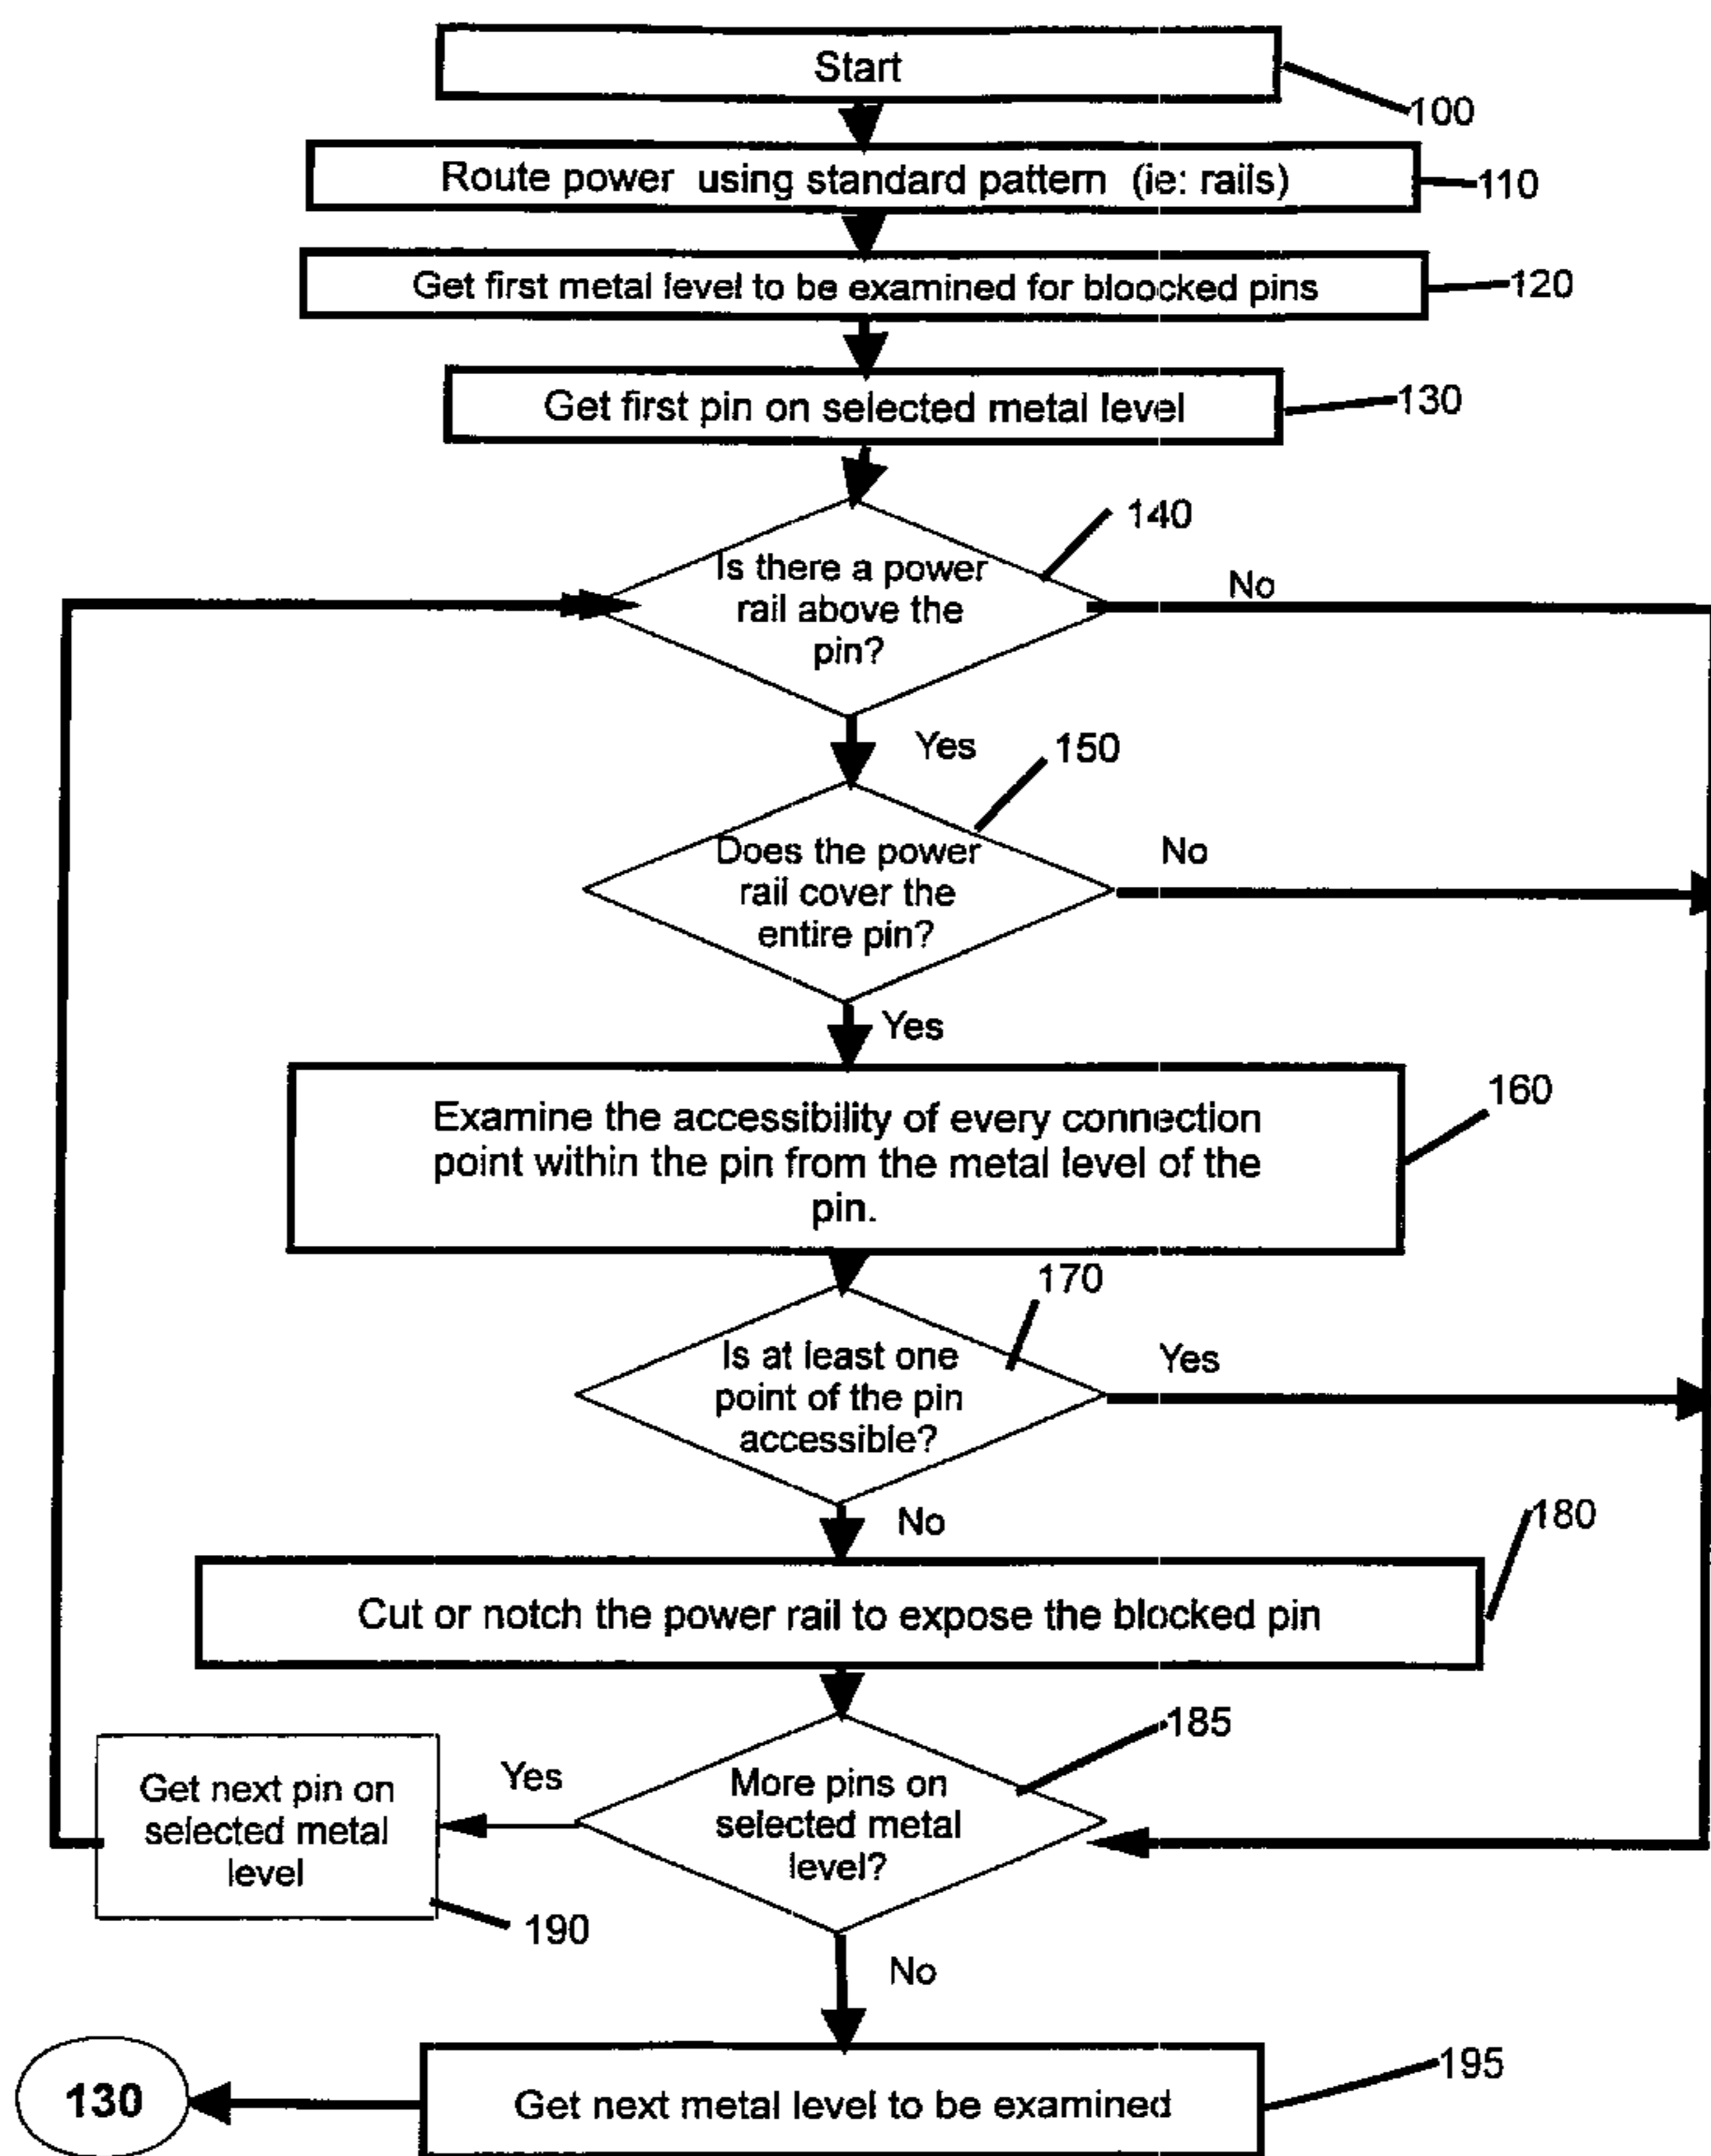 Start
100
Route power using standard pattern (ie: rails)
110
Get first metal level to be examined for bloocked pins
120
Get first pin on selected metal level
130
140
Is there a power
rail above the
pin?
No
Yes
150
Does the power
rail cover the
entire pin?
No
Yes
160
Examine the accessibility of every connection
point within the pin from the metal level of the
pin.
170
Is at least one
point of the pin
accessible?
Yes
No
180
Cut or notch the power rail to expose the blocked pin
185
More pins on
selected metal
level?
Yes
Get next pin on
selected metal
level
190
No
195
Get next metal level to be examined
130